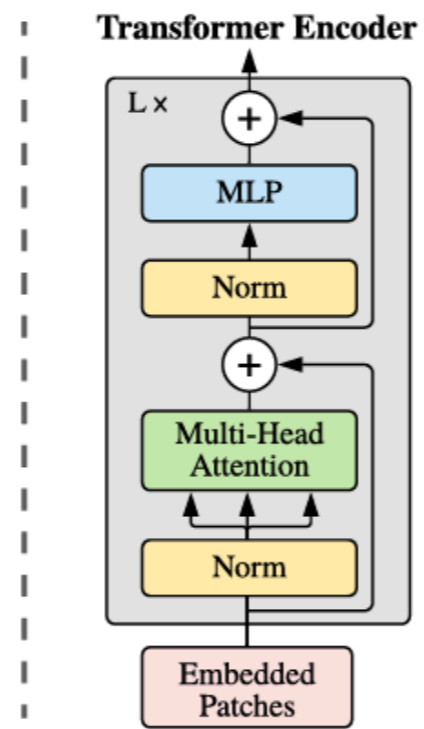 Transformer Encoder
L ×
+
MLP
Norm
+
Multi-Head
Attention
Norm
Embedded
Patches